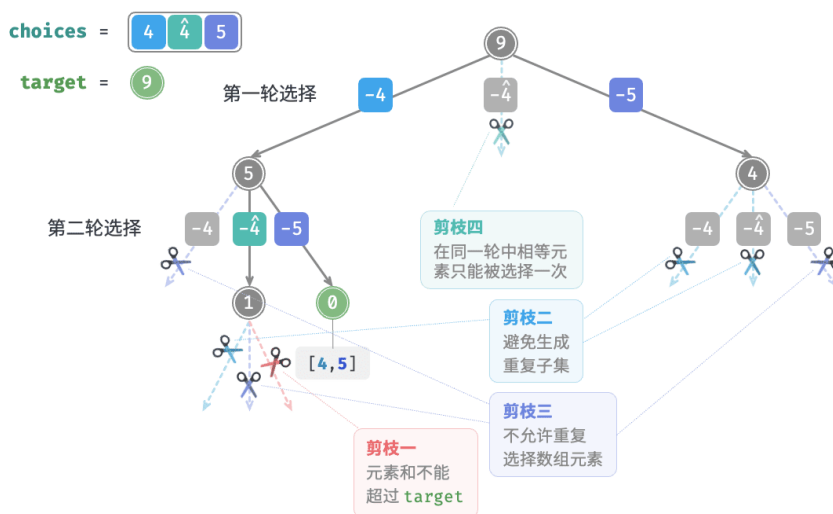 choices = 4 4̂ 5
target = 9
9
第一轮选择
-4 -4̂ -5
5 4
第二轮选择
-4 -4̂ -5
-4 -4̂ -5
剪枝四
在同一轮中相等元
素只能被选择一次
1 0
[4,5]
剪枝二
避免生成
重复子集
剪枝三
不允许重复
选择数组元素
剪枝一
元素和不能
超过 target